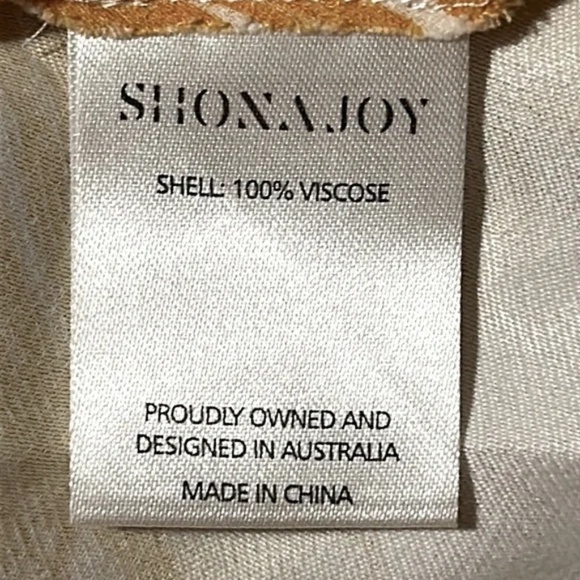 SHONA JOY
SHELL: 100% VISCOSE
PROUDLY OWNED AND
DESIGNED IN AUSTRALIA
MADE IN CHINA